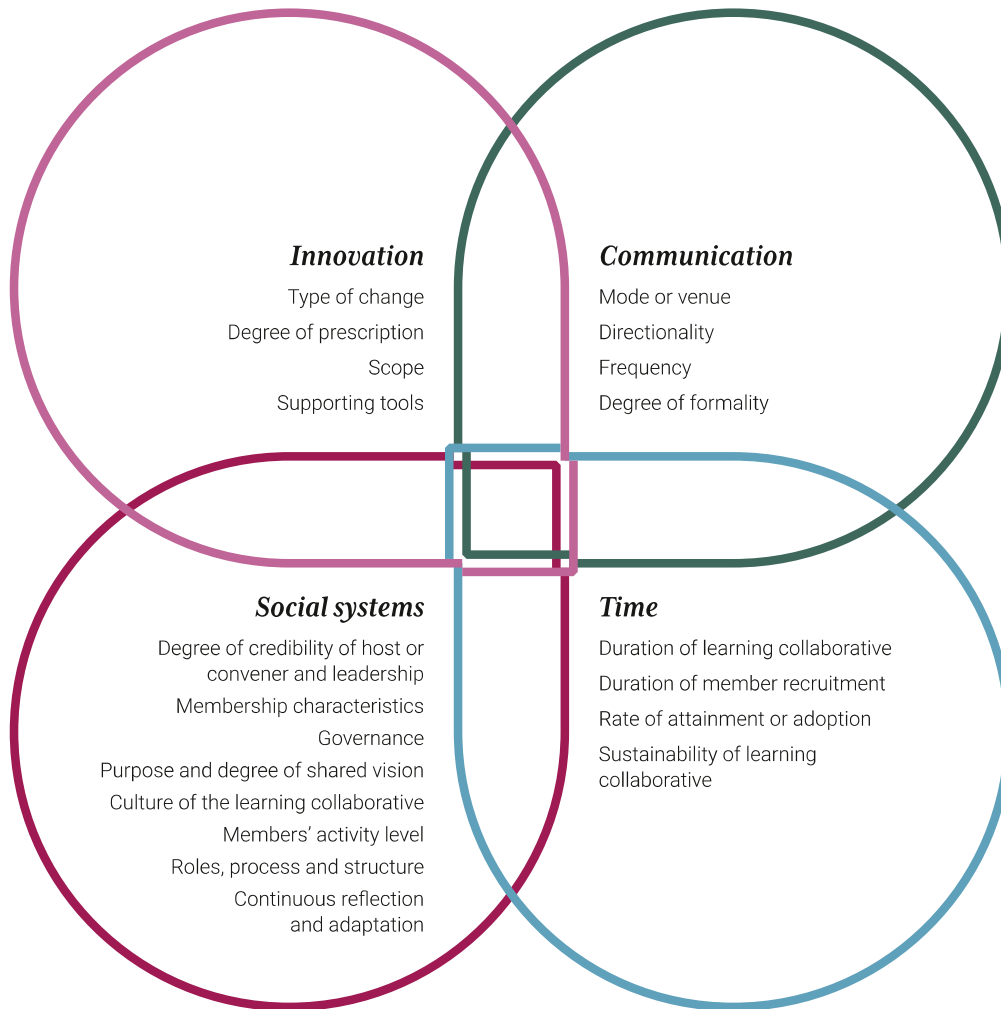 Innovation
Type of change
Degree of prescription
Scope
Supporting tools
Communication
Mode or venue
Directionality
Frequency
Degree of formality
Social systems
Degree of credibility of host or
convener and leadership
Membership characteristics
Governance
Purpose and degree of shared vision
Culture of the learning collaborative
Members’ activity level
Roles, process and structure
Continuous reflection
and adaptation
Time
Duration of learning collaborative
Duration of member recruitment
Rate of attainment or adoption
Sustainability of learning
collaborative